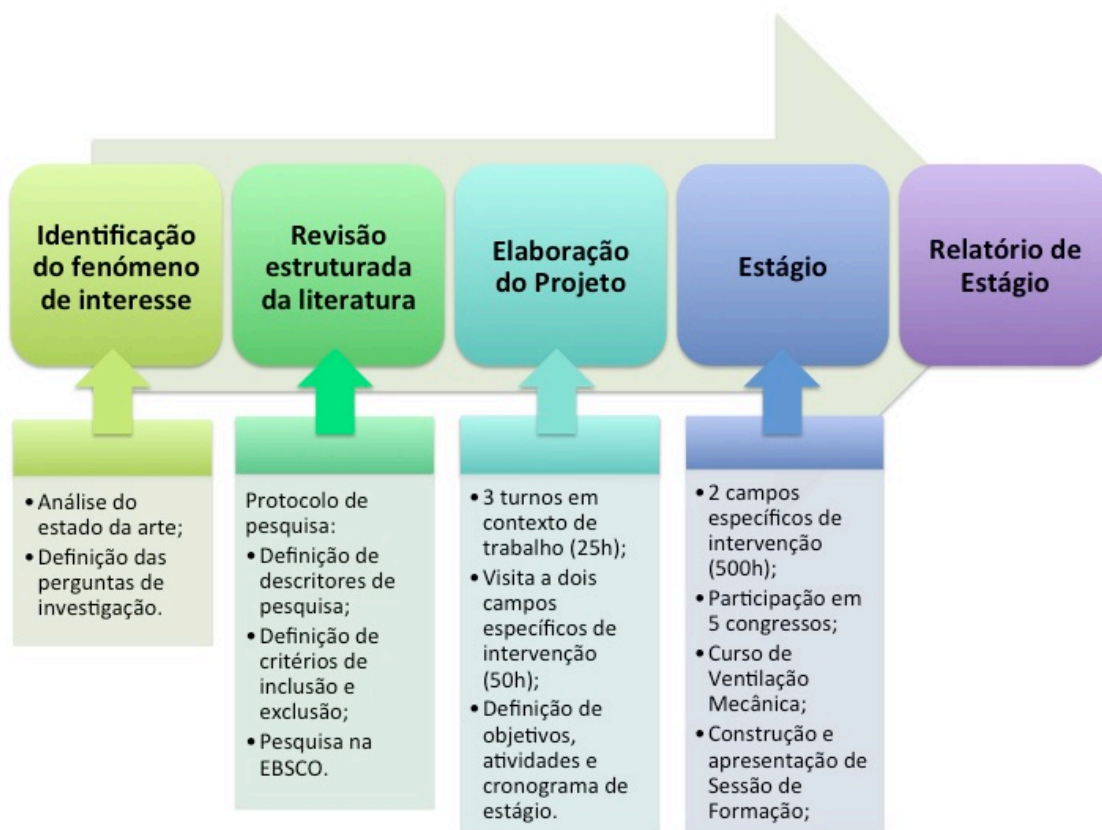 Identificação
do fenómeno
de interesse
Revisão
estruturada
da literatura
Elaboração
do Projeto
Estágio
Relatório de
Estágio
• Análise do
estado da arte;
• Definição das
perguntas de
investigação.
Protocolo de
pesquisa:
• Definição de
descritores de
pesquisa;
• Definição de
critérios de
inclusão e
exclusão;
• Pesquisa na
EBSCO.
• 3 turnos em
contexto de
trabalho (25h);
• Visita a dois
campos
específicos de
intervenção
(50h);
• Definição de
objetivos,
atividades e
cronograma de
estágio.
• 2 campos
específicos de
intervenção
(500h);
• Participação em
5 congressos;
• Curso de
Ventilação
Mecânica;
• Construção e
apresentação de
Sessão de
Formação;